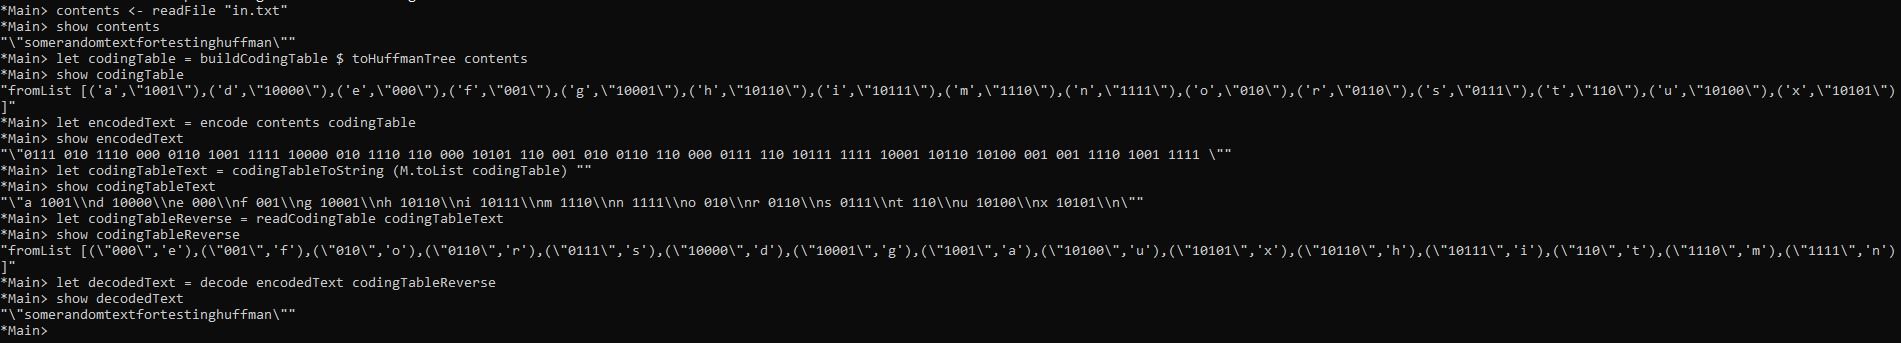 *Main> contents <- readFile "in.txt"
*Main> show contents
"\"somerandomtextfortestinghuffman\""
*Main> let codingTable = buildCodingTable $ toHuffmanTree contents
*Main> show codingTable
"fromList [('a',\"1001\"),('d',\"10000\"),('e',\"000\"),('f',\"001\"),('g',\"10001\"),('h',\"10110\"),('i',\"10111\"),('m',\"1110\"),('n',\"1111\"),('o',\"010\"),('r',\"0110\"),('s',\"0111\"),('t',\"110\"),('u',\"10100\"),('x',\"10101\")
]"
*Main> let encodedText = encode contents codingTable
*Main> show encodedText
"\"0111 010 1110 000 0110 1001 1111 10000 010 1110 110 000 10101 110 001 010 0110 110 000 0111 110 10111 1111 10001 10110 10100 001 001 1110 1001 1111 \""
*Main> let codingTableText = codingTableToString (M.toList codingTable) ""
*Main> show codingTableText
"\"a 1001\\nd 10000\\ne 000\\nf 001\\ng 10001\\nh 10110\\ni 10111\\nm 1110\\nn 1111\\no 010\\nr 0110\\ns 0111\\nt 110\\nu 10100\\nx 10101\\n\""
*Main> let codingTableReverse = readCodingTable codingTableText
*Main> show codingTableReverse
"fromList [(\"000\",'e'),(\"001\",'f'),(\"010\",'o'),(\"0110\",'r'),(\"0111\",'s'),(\"10000\",'d'),(\"10001\",'g'),(\"1001\",'a'),(\"10100\",'u'),(\"10101\",'x'),(\"10110\",'h'),(\"10111\",'i'),(\"110\",'t'),(\"1110\",'m'),(\"1111\",'n')
]"
*Main> let decodedText = decode encodedText codingTableReverse
*Main> show decodedText
"\"somerandomtextfortestinghuffman\""
*Main>